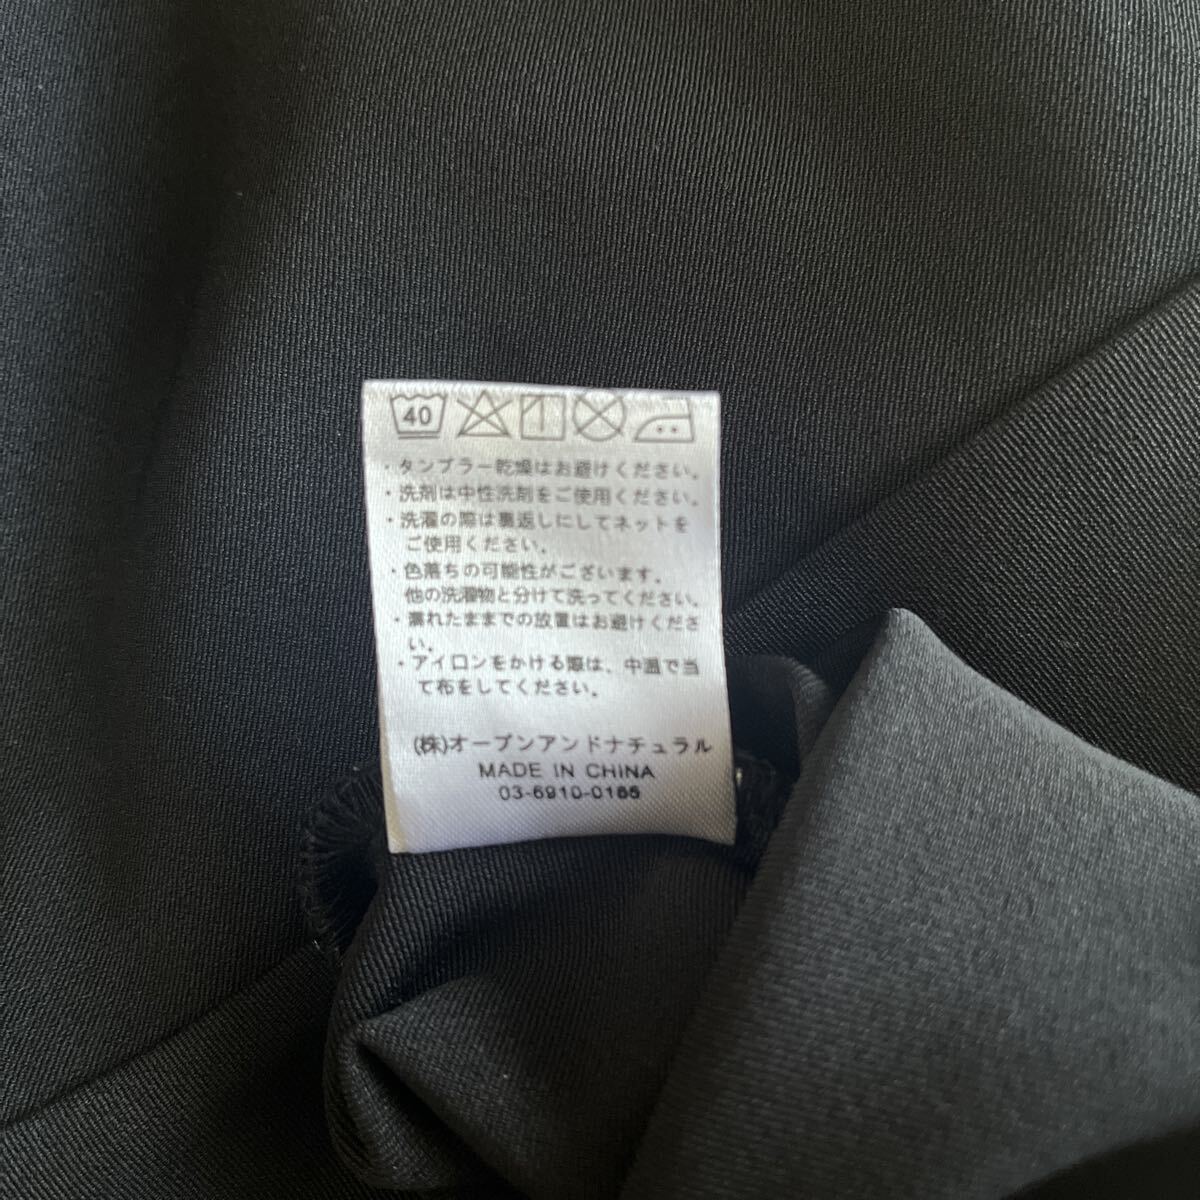 40
・タンブラー乾燥はお避けください。
・洗剤は中性洗剤をご使用ください。
・洗濯の際は裏返しにしてネットを
ご使用ください。
・色落ちの可能性がございます。
他の洗濯物と分けて洗ってください。
・濡れたままでの放置はお避けくださ
い。
・アイロンをかける際は、中温で当
て布をしてください。
(株)オープンアンドナチュラル
MADE IN CHINA
03-6910-0185